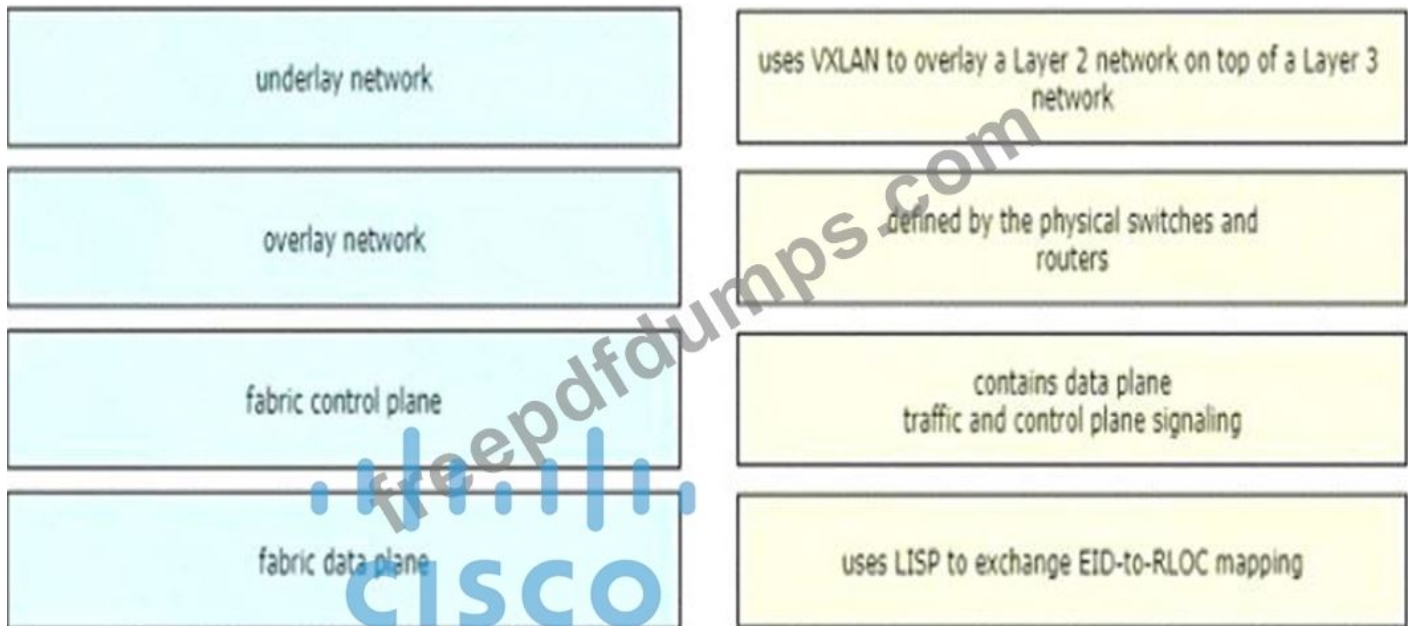 underlay network
uses VXLAN to overlay a Layer 2 network on top of a Layer 3
network
overlay network
defined by the physical switches and
routers
fabric control plane
contains data plane
traffic and control plane signaling
fabric data plane
uses LISP to exchange EID-to-RLOC mapping
freepdfdumps.com
CISCO